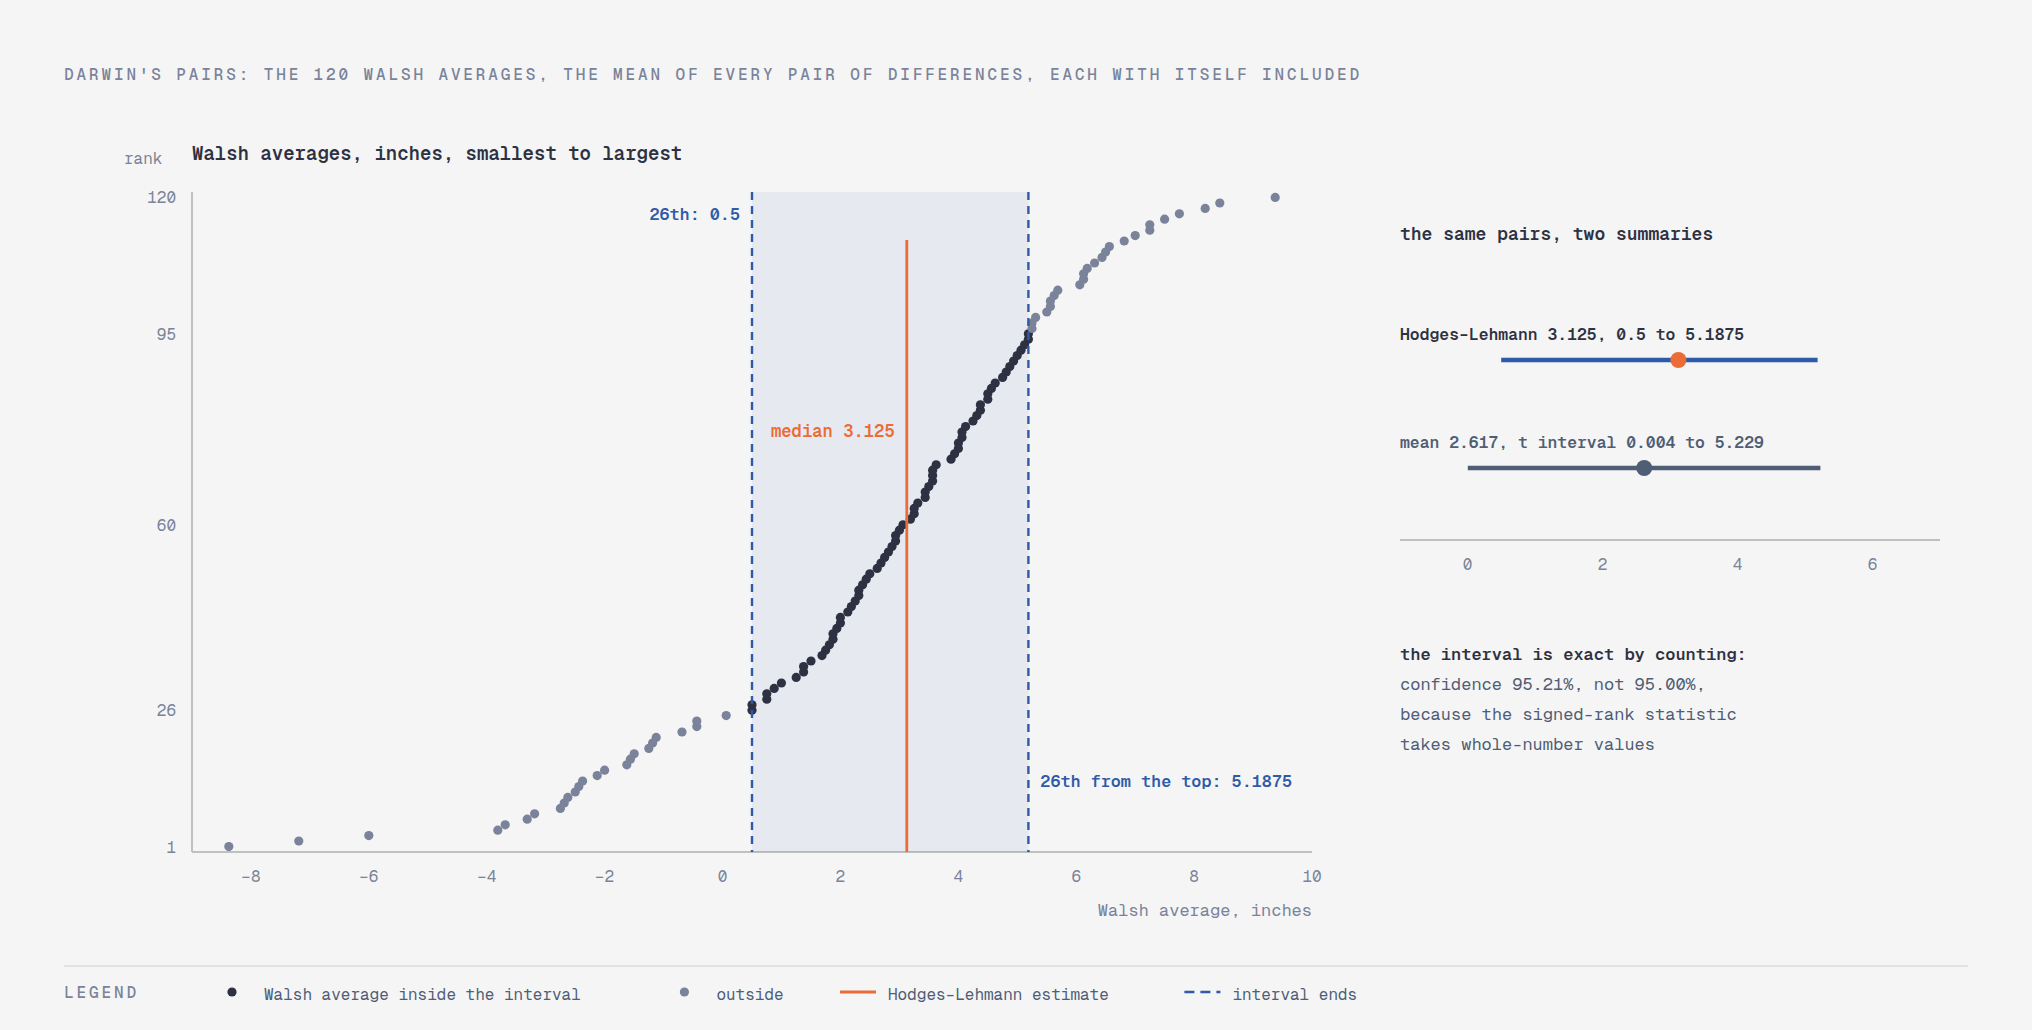 DARWIN'S PAIRS: THE 120 WALSH AVERAGES, THE MEAN OF EVERY PAIR OF DIFFERENCES, EACH WITH ITSELF INCLUDED
rank
Walsh averages, inches, smallest to largest
120
95
60
26
1
26th: 0.5
median 3.125
26th from the top: 5.1875
−8
−6
−4
−2
0
2
4
6
8
10
Walsh average, inches
the same pairs, two summaries
Hodges–Lehmann 3.125, 0.5 to 5.1875
mean 2.617, t interval 0.004 to 5.229
0
2
4
6
the interval is exact by counting:
confidence 95.21%, not 95.00%,
because the signed-rank statistic
takes whole-number values
LEGEND
Walsh average inside the interval
outside
Hodges–Lehmann estimate
interval ends